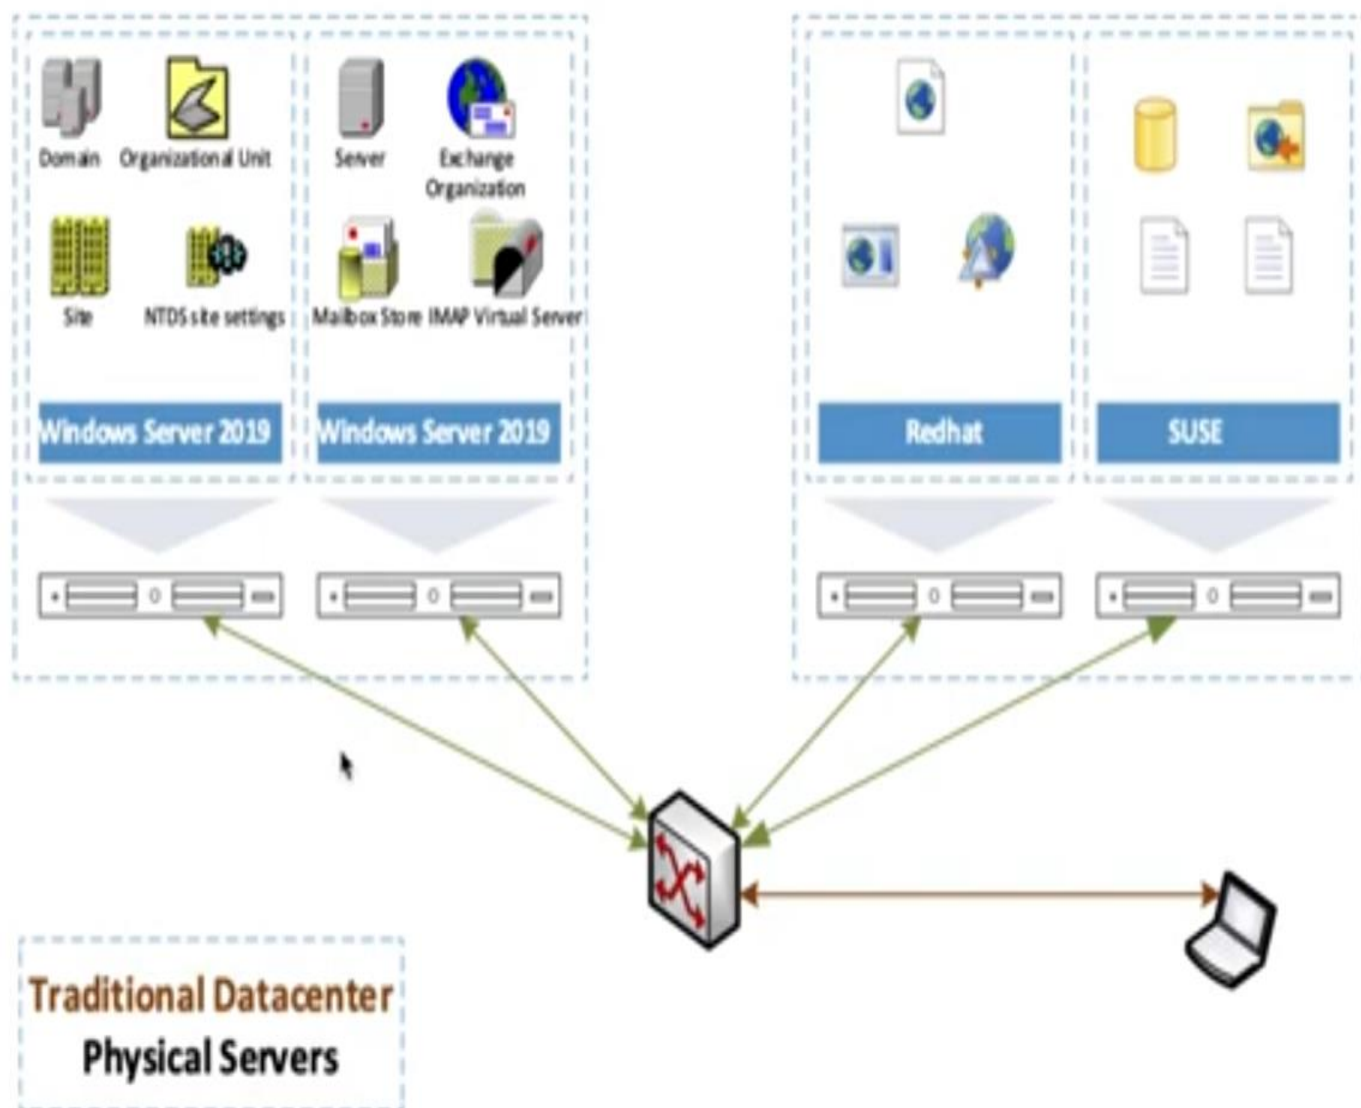 Domain
Organizational Unit
Server
Exchange
Organization
Site
NTDS site settings
Mailbox Store
IMAP Virtual Server
Windows Server 2019
Windows Server 2019
Redhat
SUSE
Traditional Datacenter
Physical Servers